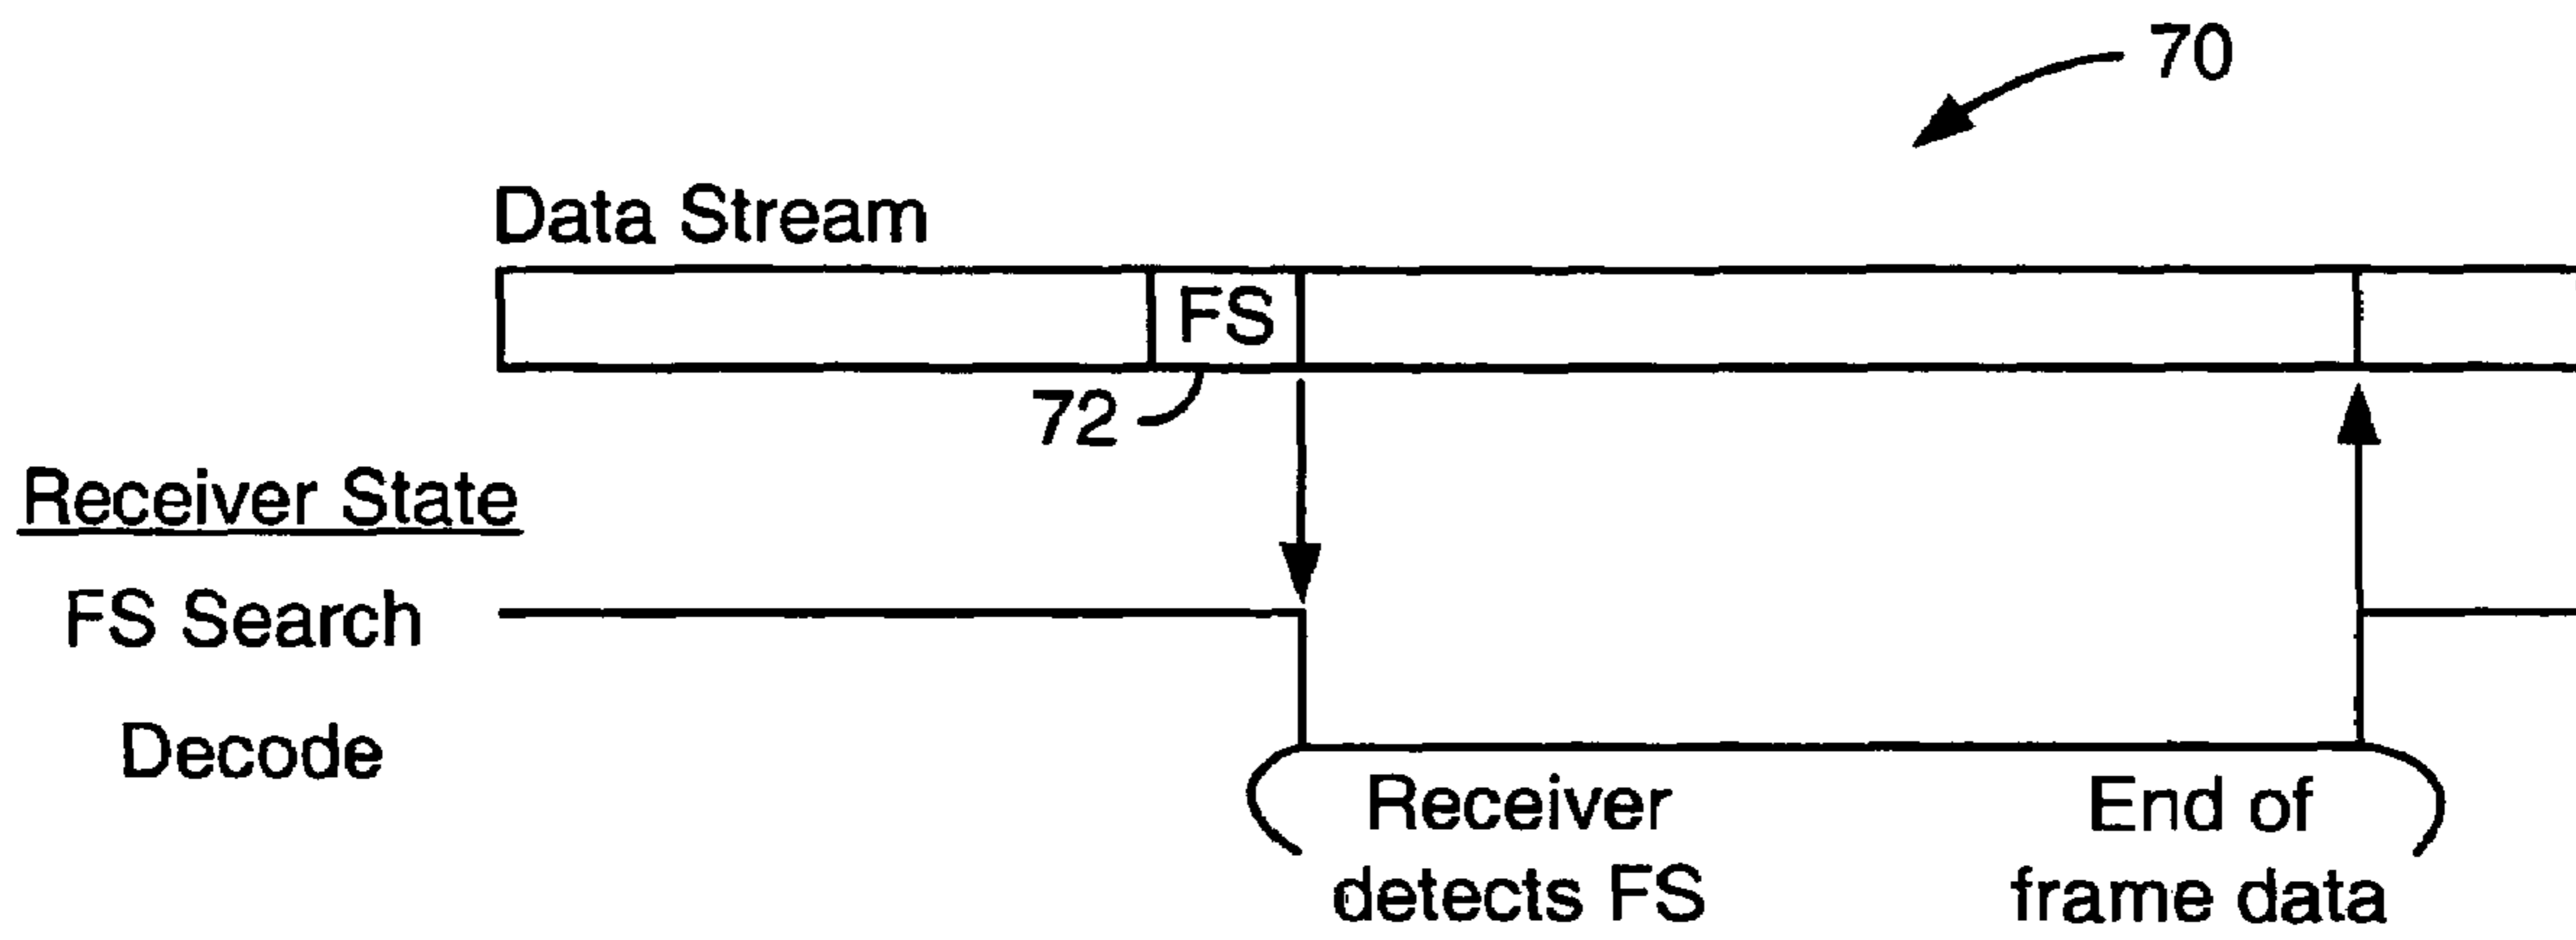 70
Data Stream
FS
72
Receiver State
FS Search
Decode
Receiver
detects FS
End of
frame data